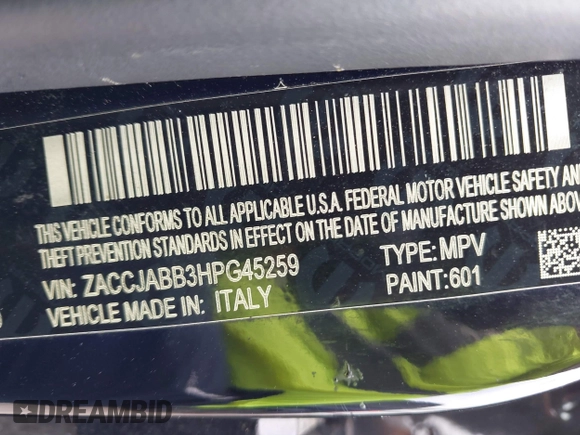 THIS VEHICLE CONFORMS TO ALL APPLICABLE U.S.A. FEDERAL MOTOR VEHICLE SAFETY AN
THEFT PREVENTION STANDARDS IN EFFECT ON THE DATE OF MANUFACTURE SHOWN ABOV
VIN: ZACCJABB3HPG45259 TYPE: MPV
VEHICLE MADE IN: ITALY PAINT:601
DREAMBID